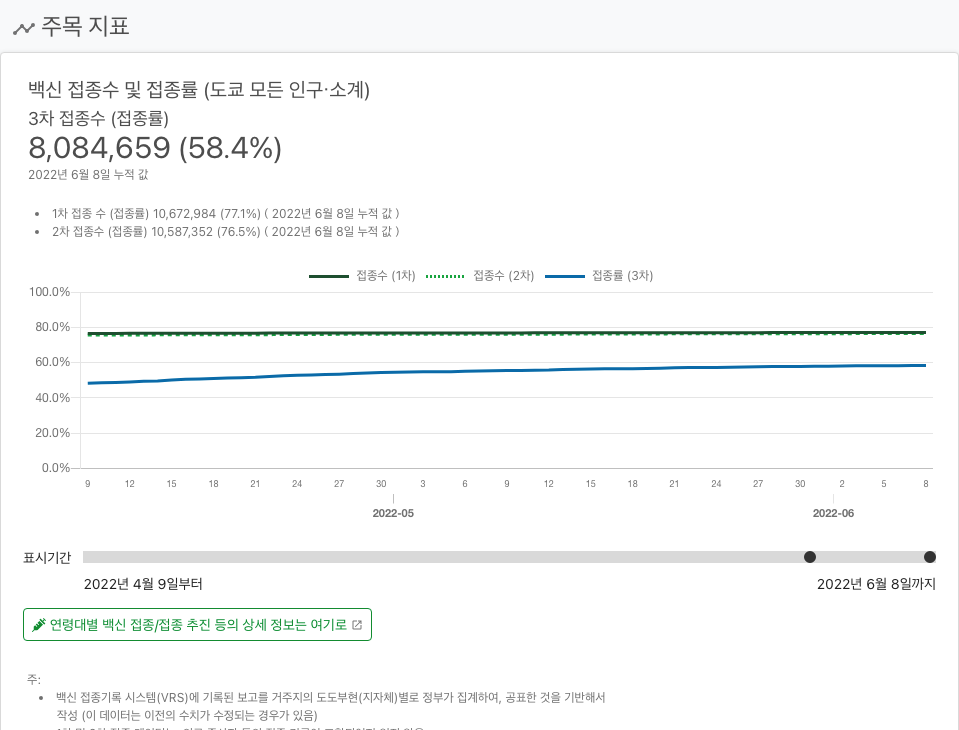 주목 지표
백신 접종수 및 접종률 (도쿄 모든 인구·소계)
3차 접종수 (접종률)
8,084,659 (58.4%)
2022년 6월 8일 누적 값
1차 접종 수 (접종률) 10,672,984 (77.1%) ( 2022년 6월 8일 누적 값 )
2차 접종수 (접종률) 10,587,352 (76.5%) ( 2022년 6월 8일 누적 값 )
접종수 (1차) 접종수 (2차) 접종률 (3차)
100.0%
80.0%
60.0%
40.0%
20.0%
0.0%
9 12 15 18 21 24 27 30 3 6 9 12 15 18 21 24 27 30 2 5 8
2022-05 2022-06
표시기간
2022년 4월 9일부터 2022년 6월 8일까지
연령대별 백신 접종/접종 추진 등의 상세 정보는 여기로
주:
백신 접종기록 시스템(VRS)에 기록된 보고를 거주지의 도도부현(지자체)별로 정부가 집계하여, 공표한 것을 기반해서
작성 (이 데이터는 이전의 수치가 수정되는 경우가 있음)